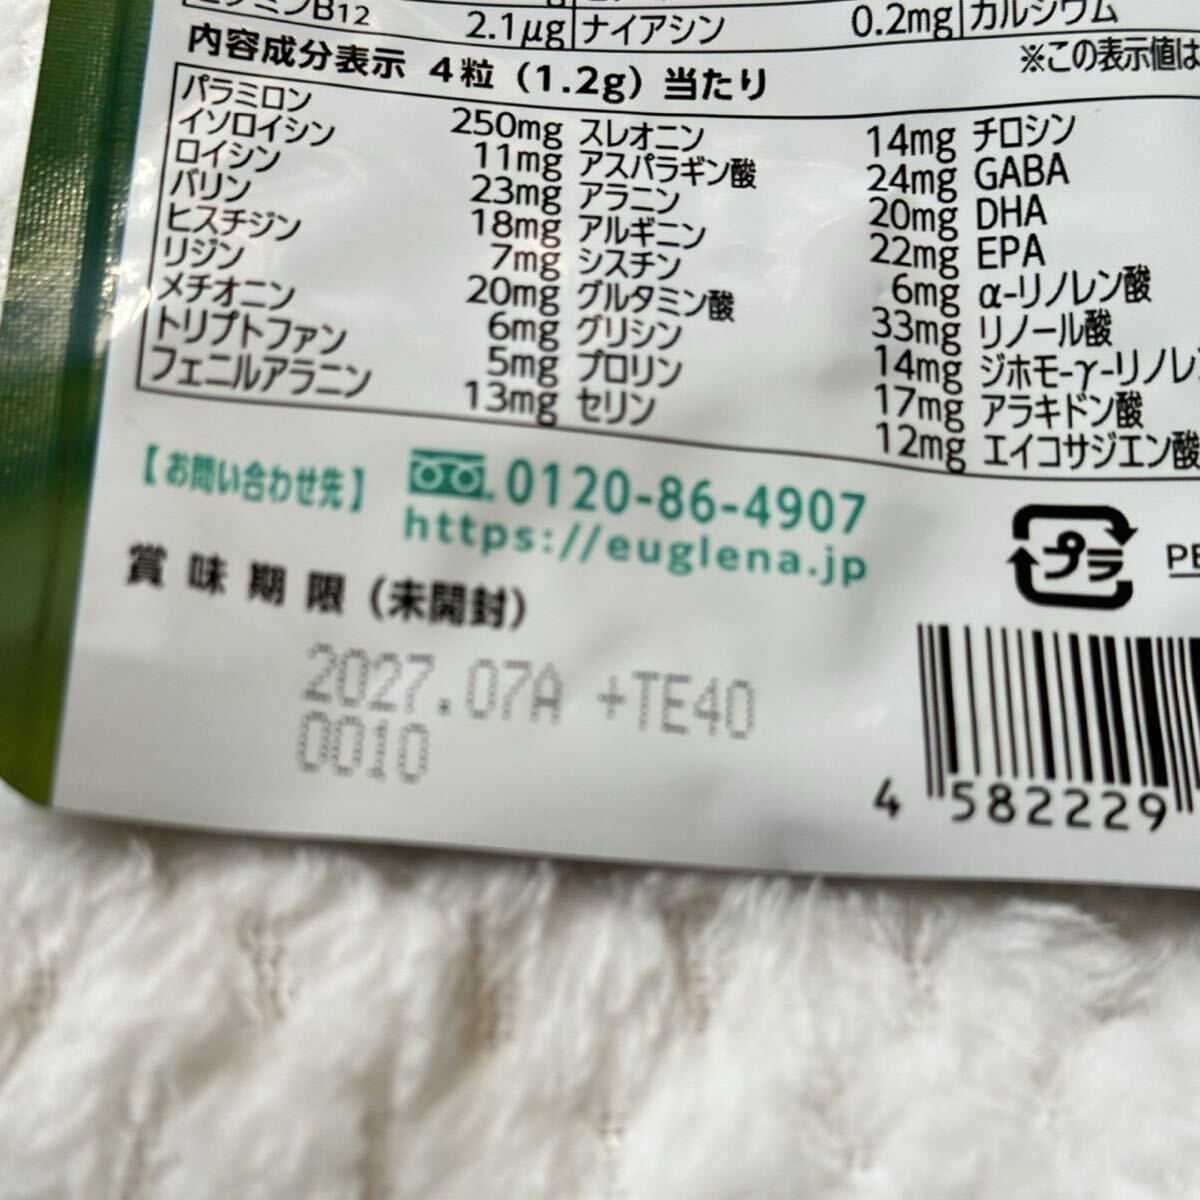 ビタミンB12 2.1μg ナイアシン 0.2mg カルシウム
※この表示値は
内容成分表示 4粒(1.2g)当たり
パラミロン 250mg スレオニン 14mg チロシン
イソロイシン 11mg アスパラギン酸 24mg GABA
ロイシン 23mg アラニン 20mg DHA
バリン 18mg アルギニン 22mg EPA
ヒスチジン 7mg シスチン 6mg α-リノレン酸
リジン 20mg グルタミン酸 33mg リノール酸
メチオニン 6mg グリシン 14mg ジホモ-γ-リノレ
トリプトファン 5mg プロリン 17mg アラキドン酸
フェニルアラニン 13mg セリン 12mg エイコサジエン酸
【お問い合わせ先】 0120-86-4907
https://euglena.jp
プラ PE
賞味期限(未開封)
2027.07A +TE40
0010
4 582229